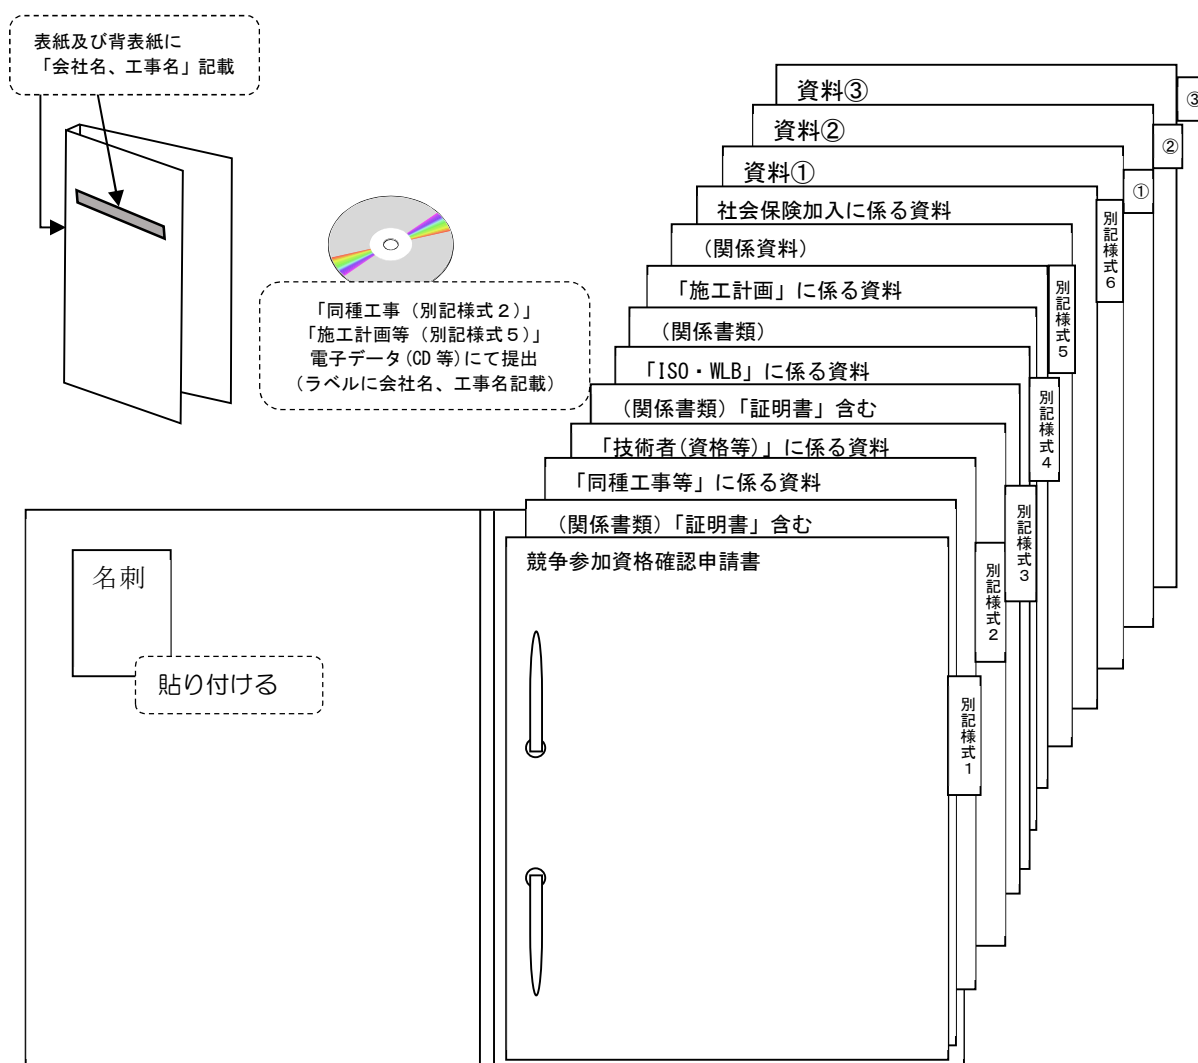 表紙及び背表紙に
「会社名、工事名」記載
「同種工事（別記様式２）」
「施工計画等（別記様式５）」
電子データ(CD 等)にて提出
（ラベルに会社名、工事名記載）
資料③
③
資料②
②
資料①
①
社会保険加入に係る資料
別記様式６
（関係資料）
「施工計画」に係る資料
別記様式５
（関係書類）
「ISO・WLB」に係る資料
別記様式４
（関係書類）「証明書」含む
「技術者(資格等)」に係る資料
別記様式３
「同種工事等」に係る資料
別記様式２
（関係書類）「証明書」含む
競争参加資格確認申請書
別記様式１
名刺
貼り付ける